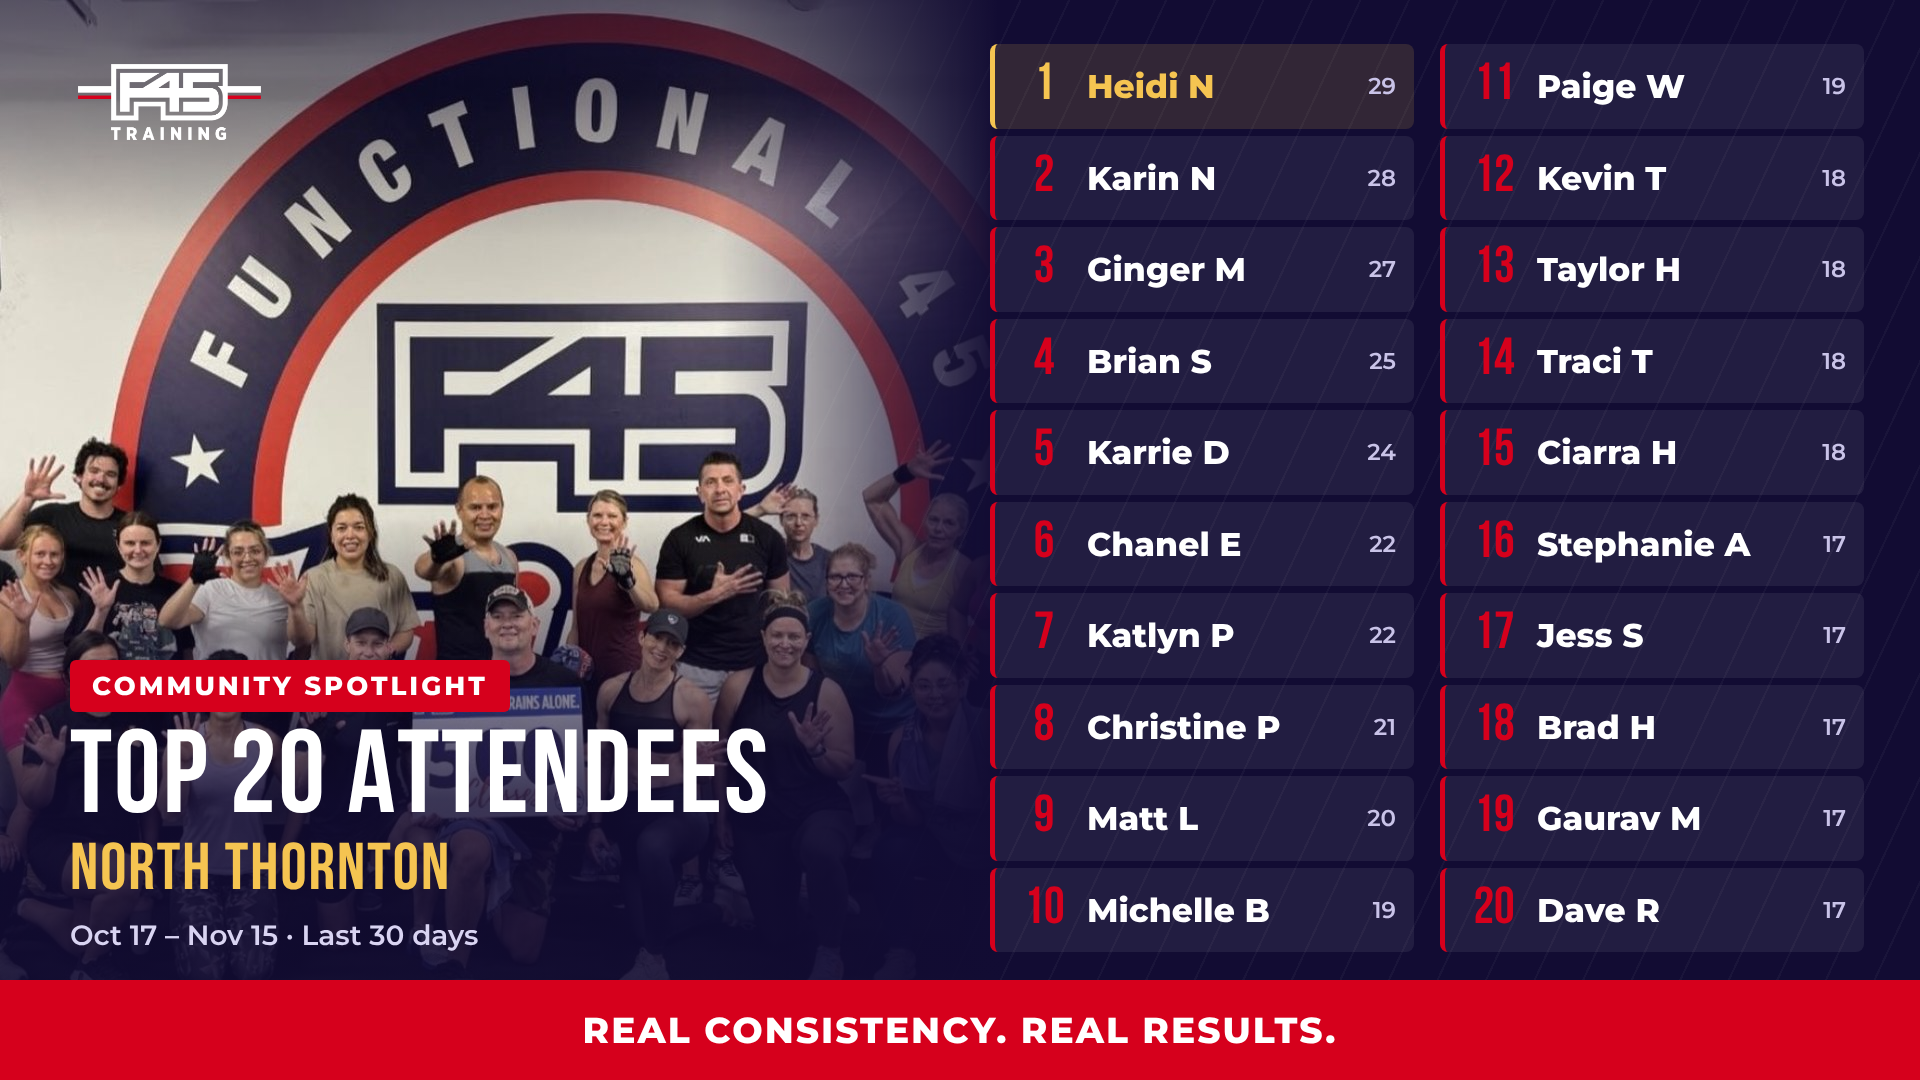 F45
TRAINING
FUNCTIONAL 45
F45
RAINS ALONE.
COMMUNITY SPOTLIGHT
TOP 20 ATTENDEES
NORTH THORNTON
Oct 17 – Nov 15 · Last 30 days
1 Heidi N 29
2 Karin N 28
3 Ginger M 27
4 Brian S 25
5 Karrie D 24
6 Chanel E 22
7 Katlyn P 22
8 Christine P 21
9 Matt L 20
10 Michelle B 19
11 Paige W 19
12 Kevin T 18
13 Taylor H 18
14 Traci T 18
15 Ciarra H 18
16 Stephanie A 17
17 Jess S 17
18 Brad H 17
19 Gaurav M 17
20 Dave R 17
REAL CONSISTENCY. REAL RESULTS.